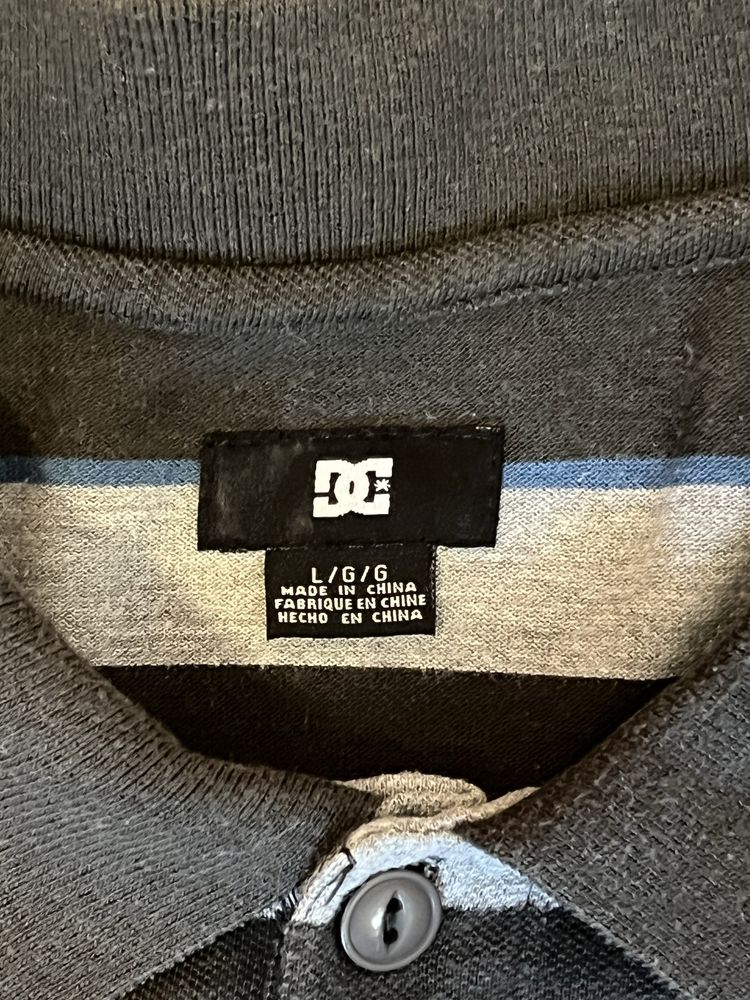 DC
L/G/G
MADE IN CHINA
FABRIQUE EN CHINE
HECHO EN CHINA